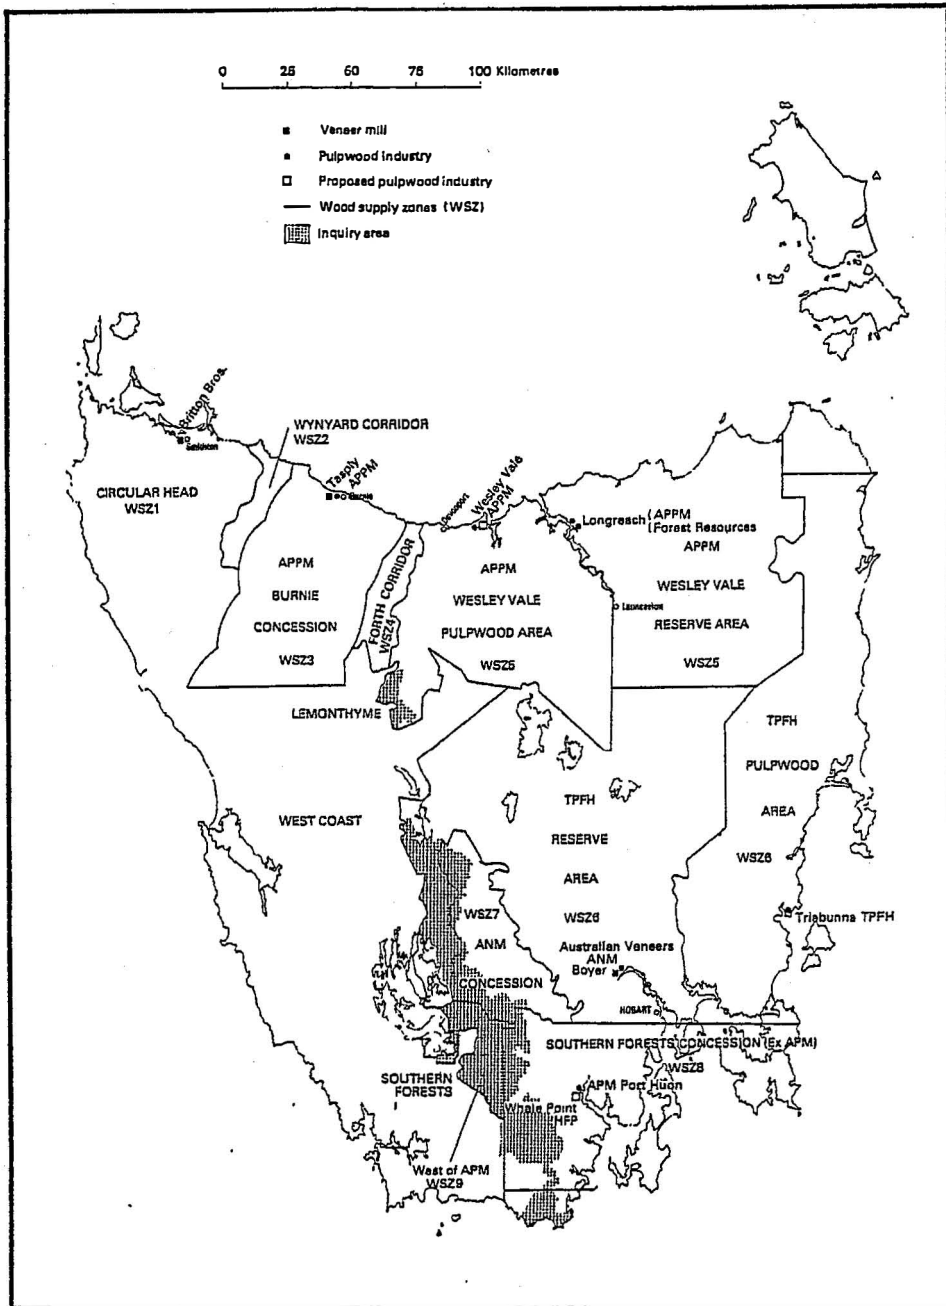 0 25 50 75 100 Kilometres
Veneer mill
Pulpwood industry
Proposed pulpwood industry
Wood supply zones (WSZ)
Inquiry area
Britton Bros.
Smithton
WYNYARD CORRIDOR
WSZ2
CIRCULAR HEAD
WSZ1
Tasply
APPM
Burnie
Devonport
Wesley Vale
APPM
Longreach
APPM
Forest Resources
APPM
BURNIE
CONCESSION
WSZ3
FORTH CORRIDOR
WSZ4
APPM
WESLEY VALE
PULPWOOD AREA
WSZ5
APPM
WESLEY VALE
RESERVE AREA
WSZ5
Launceston
LEMONTHYME
WEST COAST
TPFH
RESERVE
AREA
WSZ6
TPFH
PULPWOOD
AREA
WSZ6
Triabunna TPFH
WSZ7
ANM
CONCESSION
Australian Veneers
ANM
Boyer
HOBART
SOUTHERN FORESTS CONCESSION (Ex APM)
WSZ8
SOUTHERN
FORESTS
APM Port Huon
Whale Point
HFP
West of APM
WSZ9